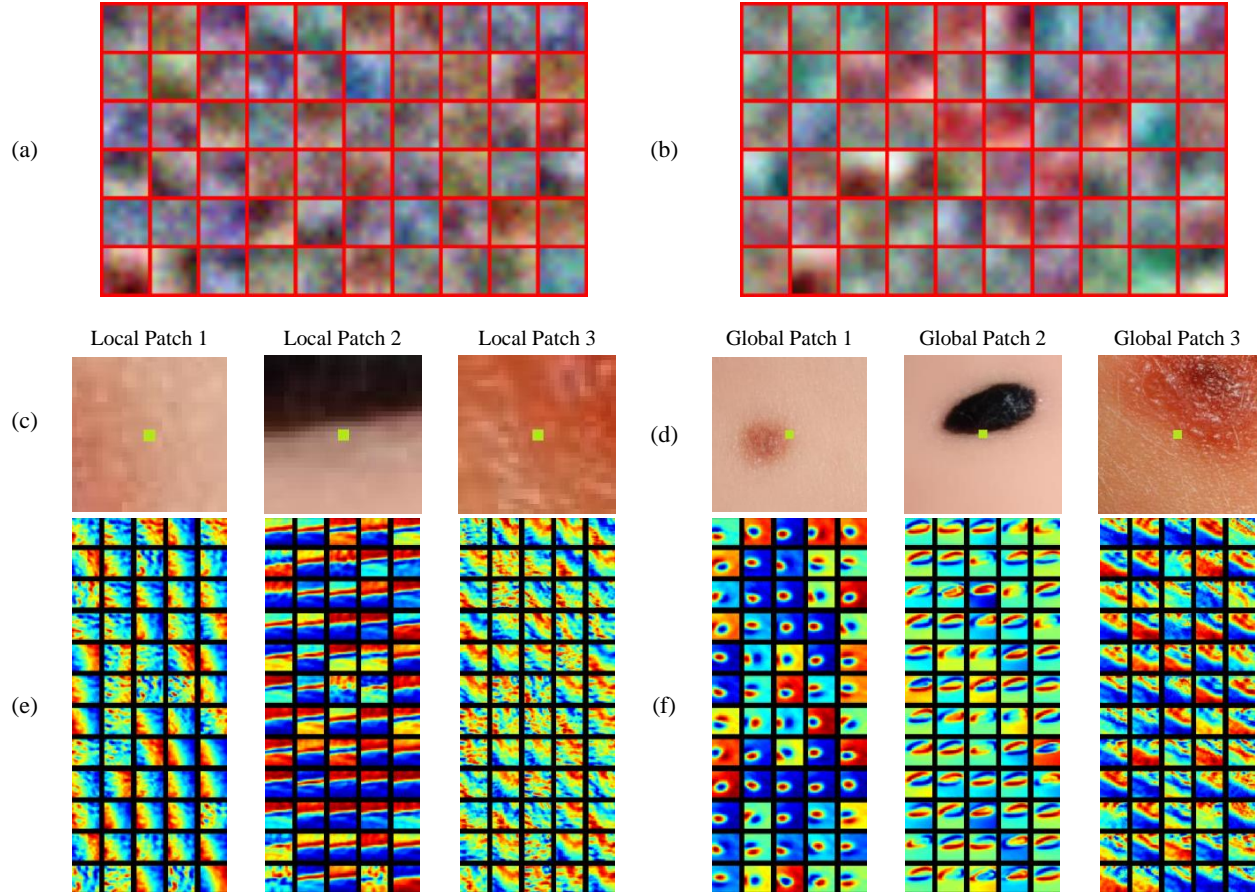 (a)
(b)
Local Patch 1
Local Patch 2
Local Patch 3
Global Patch 1
Global Patch 2
Global Patch 3
(c)
(d)
(e)
(f)